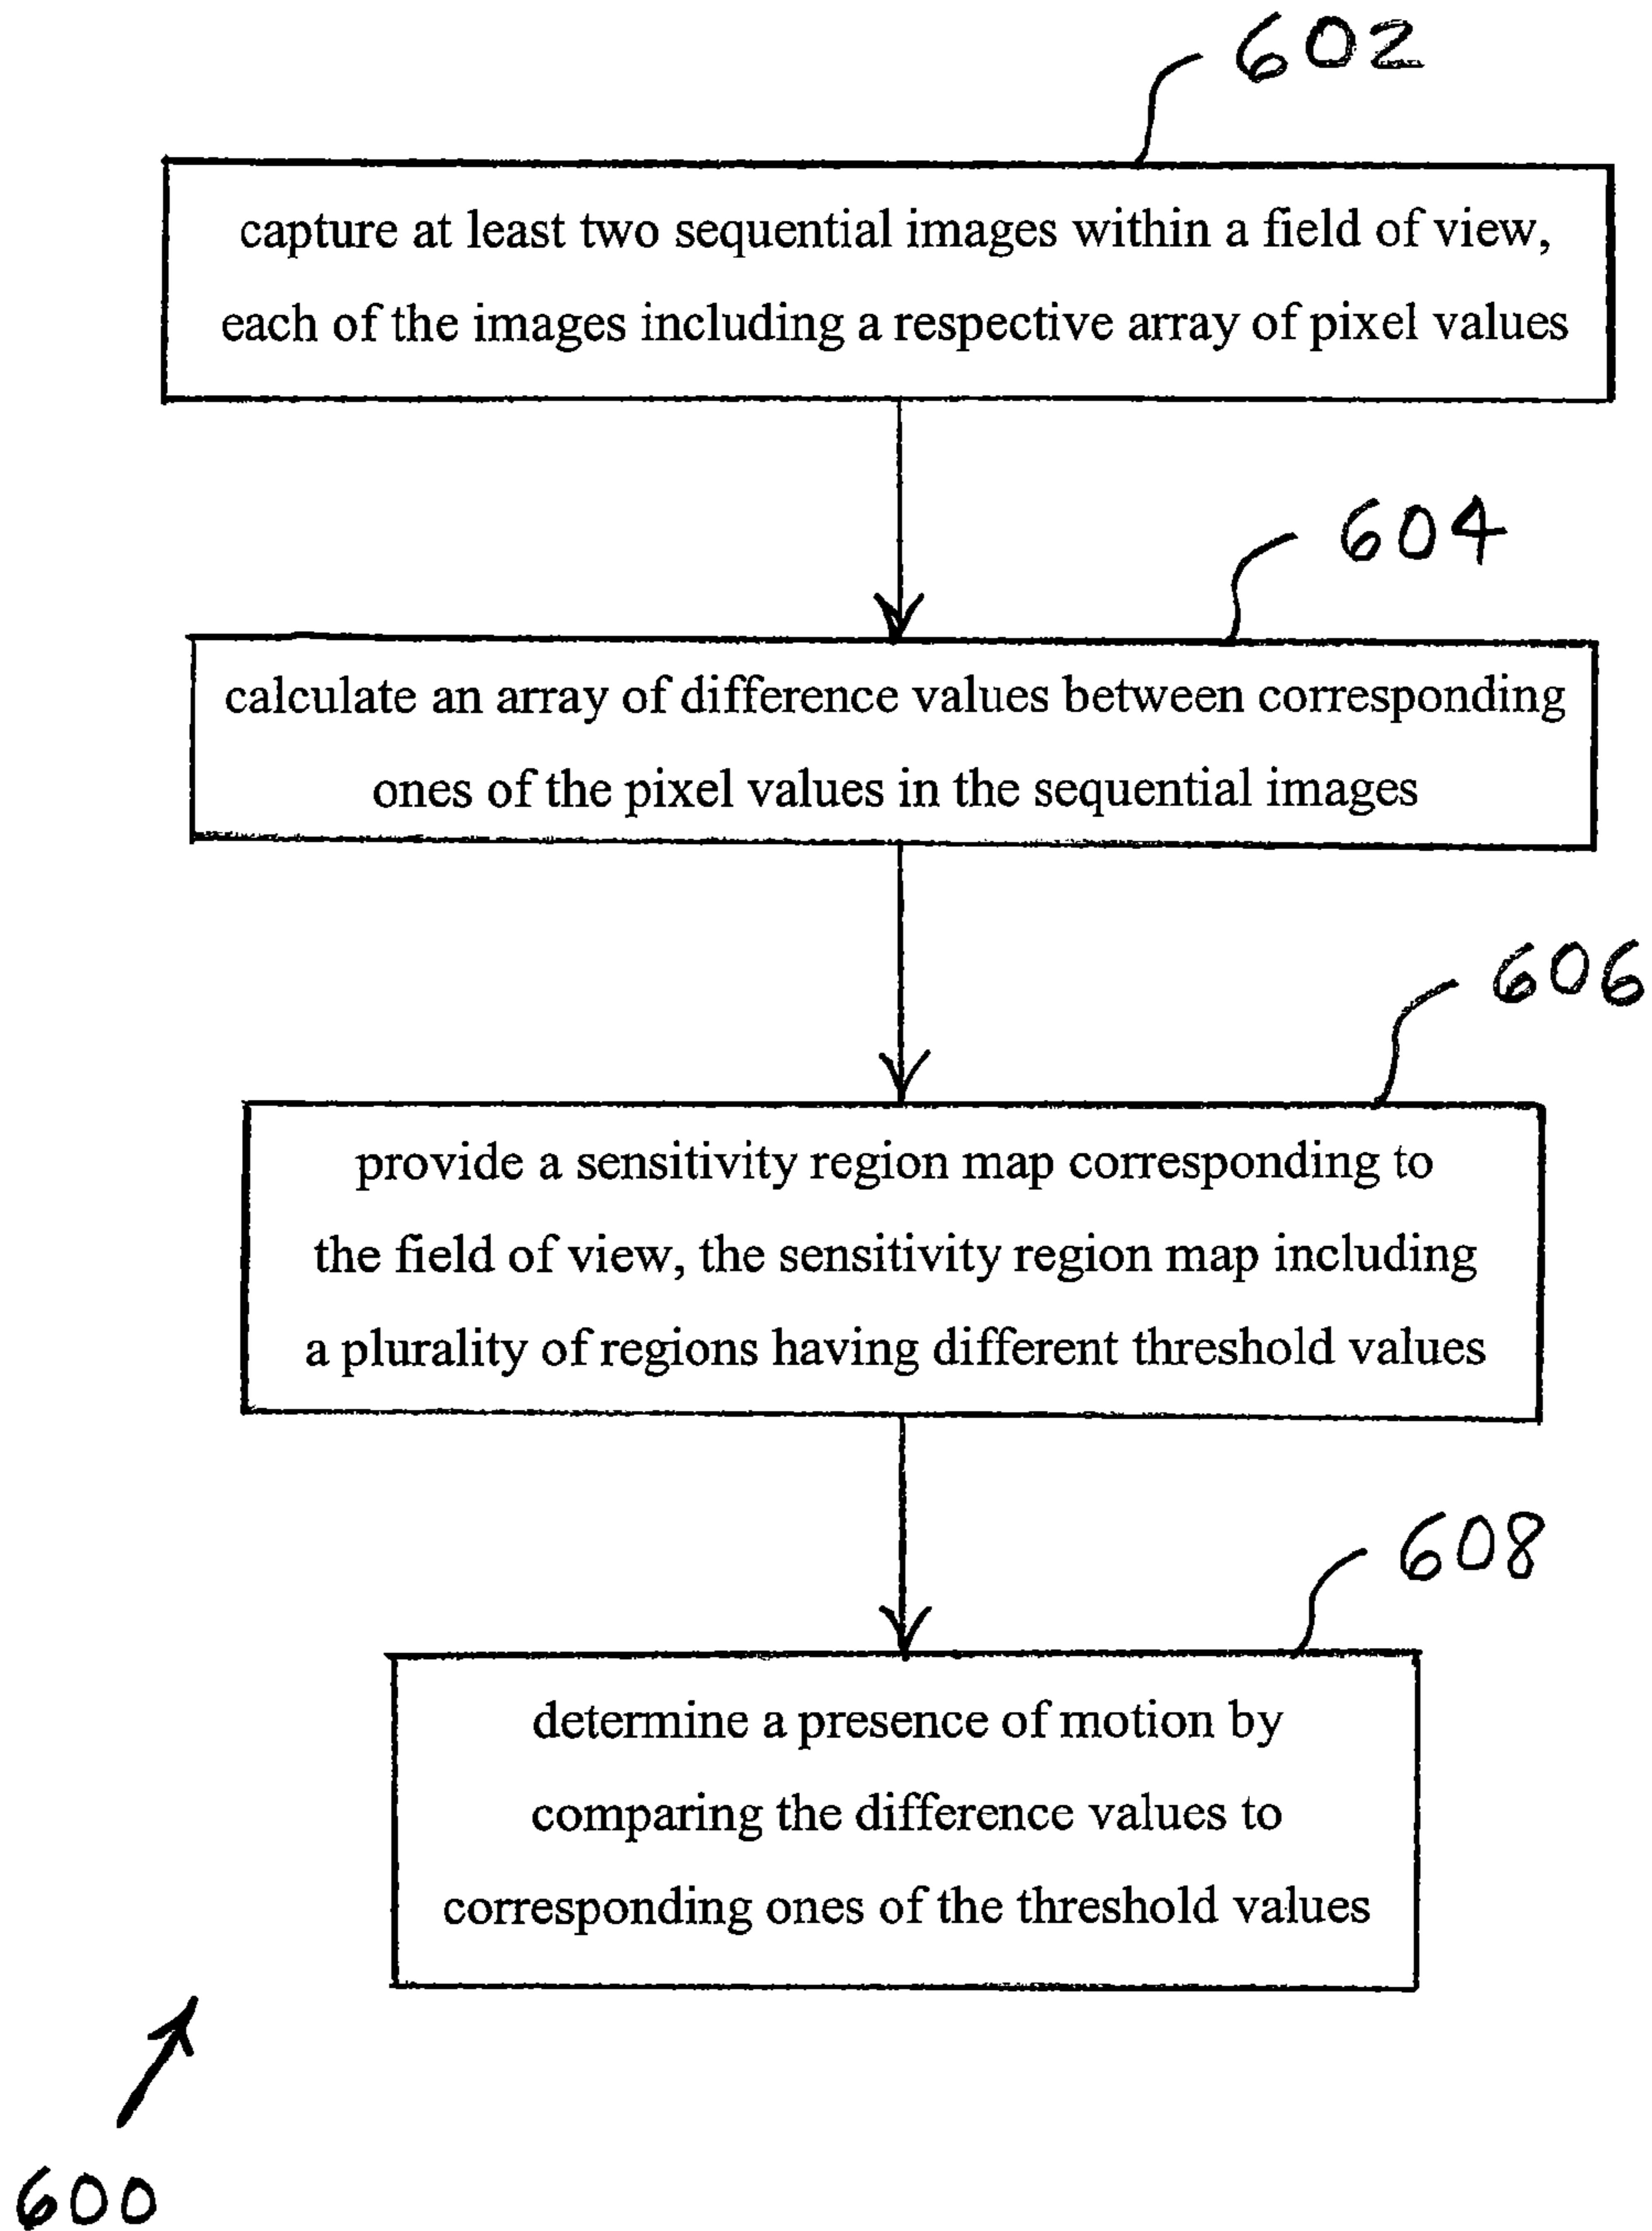 602
capture at least two sequential images within a field of view,
each of the images including a respective array of pixel values
604
calculate an array of difference values between corresponding
ones of the pixel values in the sequential images
606
provide a sensitivity region map corresponding to
the field of view, the sensitivity region map including
a plurality of regions having different threshold values
608
determine a presence of motion by
comparing the difference values to
corresponding ones of the threshold values
600